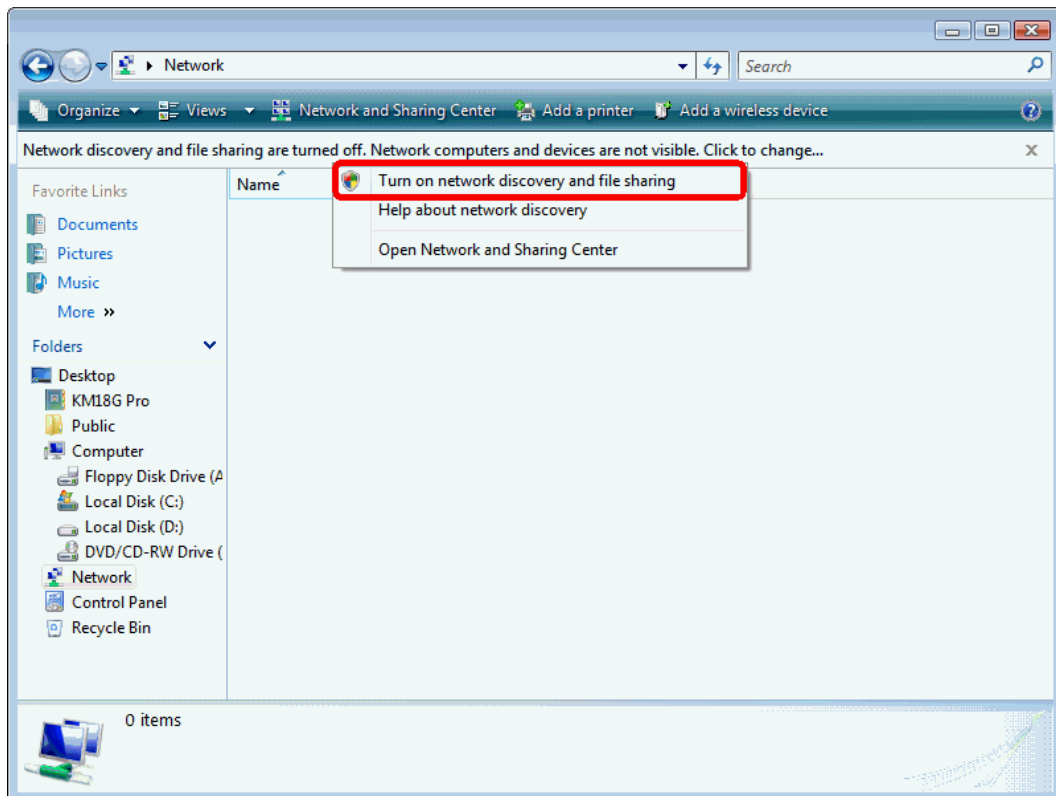 Network
Search
Organize Views Network and Sharing Center Add a printer Add a wireless device
Network discovery and file sharing are turned off. Network computers and devices are not visible. Click to change...
Turn on network discovery and file sharing
Help about network discovery
Open Network and Sharing Center
Name
Favorite Links
Documents
Pictures
Music
More »
Folders
Desktop
KM18G Pro
Public
Computer
Floppy Disk Drive (A
Local Disk (C:)
Local Disk (D:)
DVD/CD-RW Drive (
Network
Control Panel
Recycle Bin
0 items